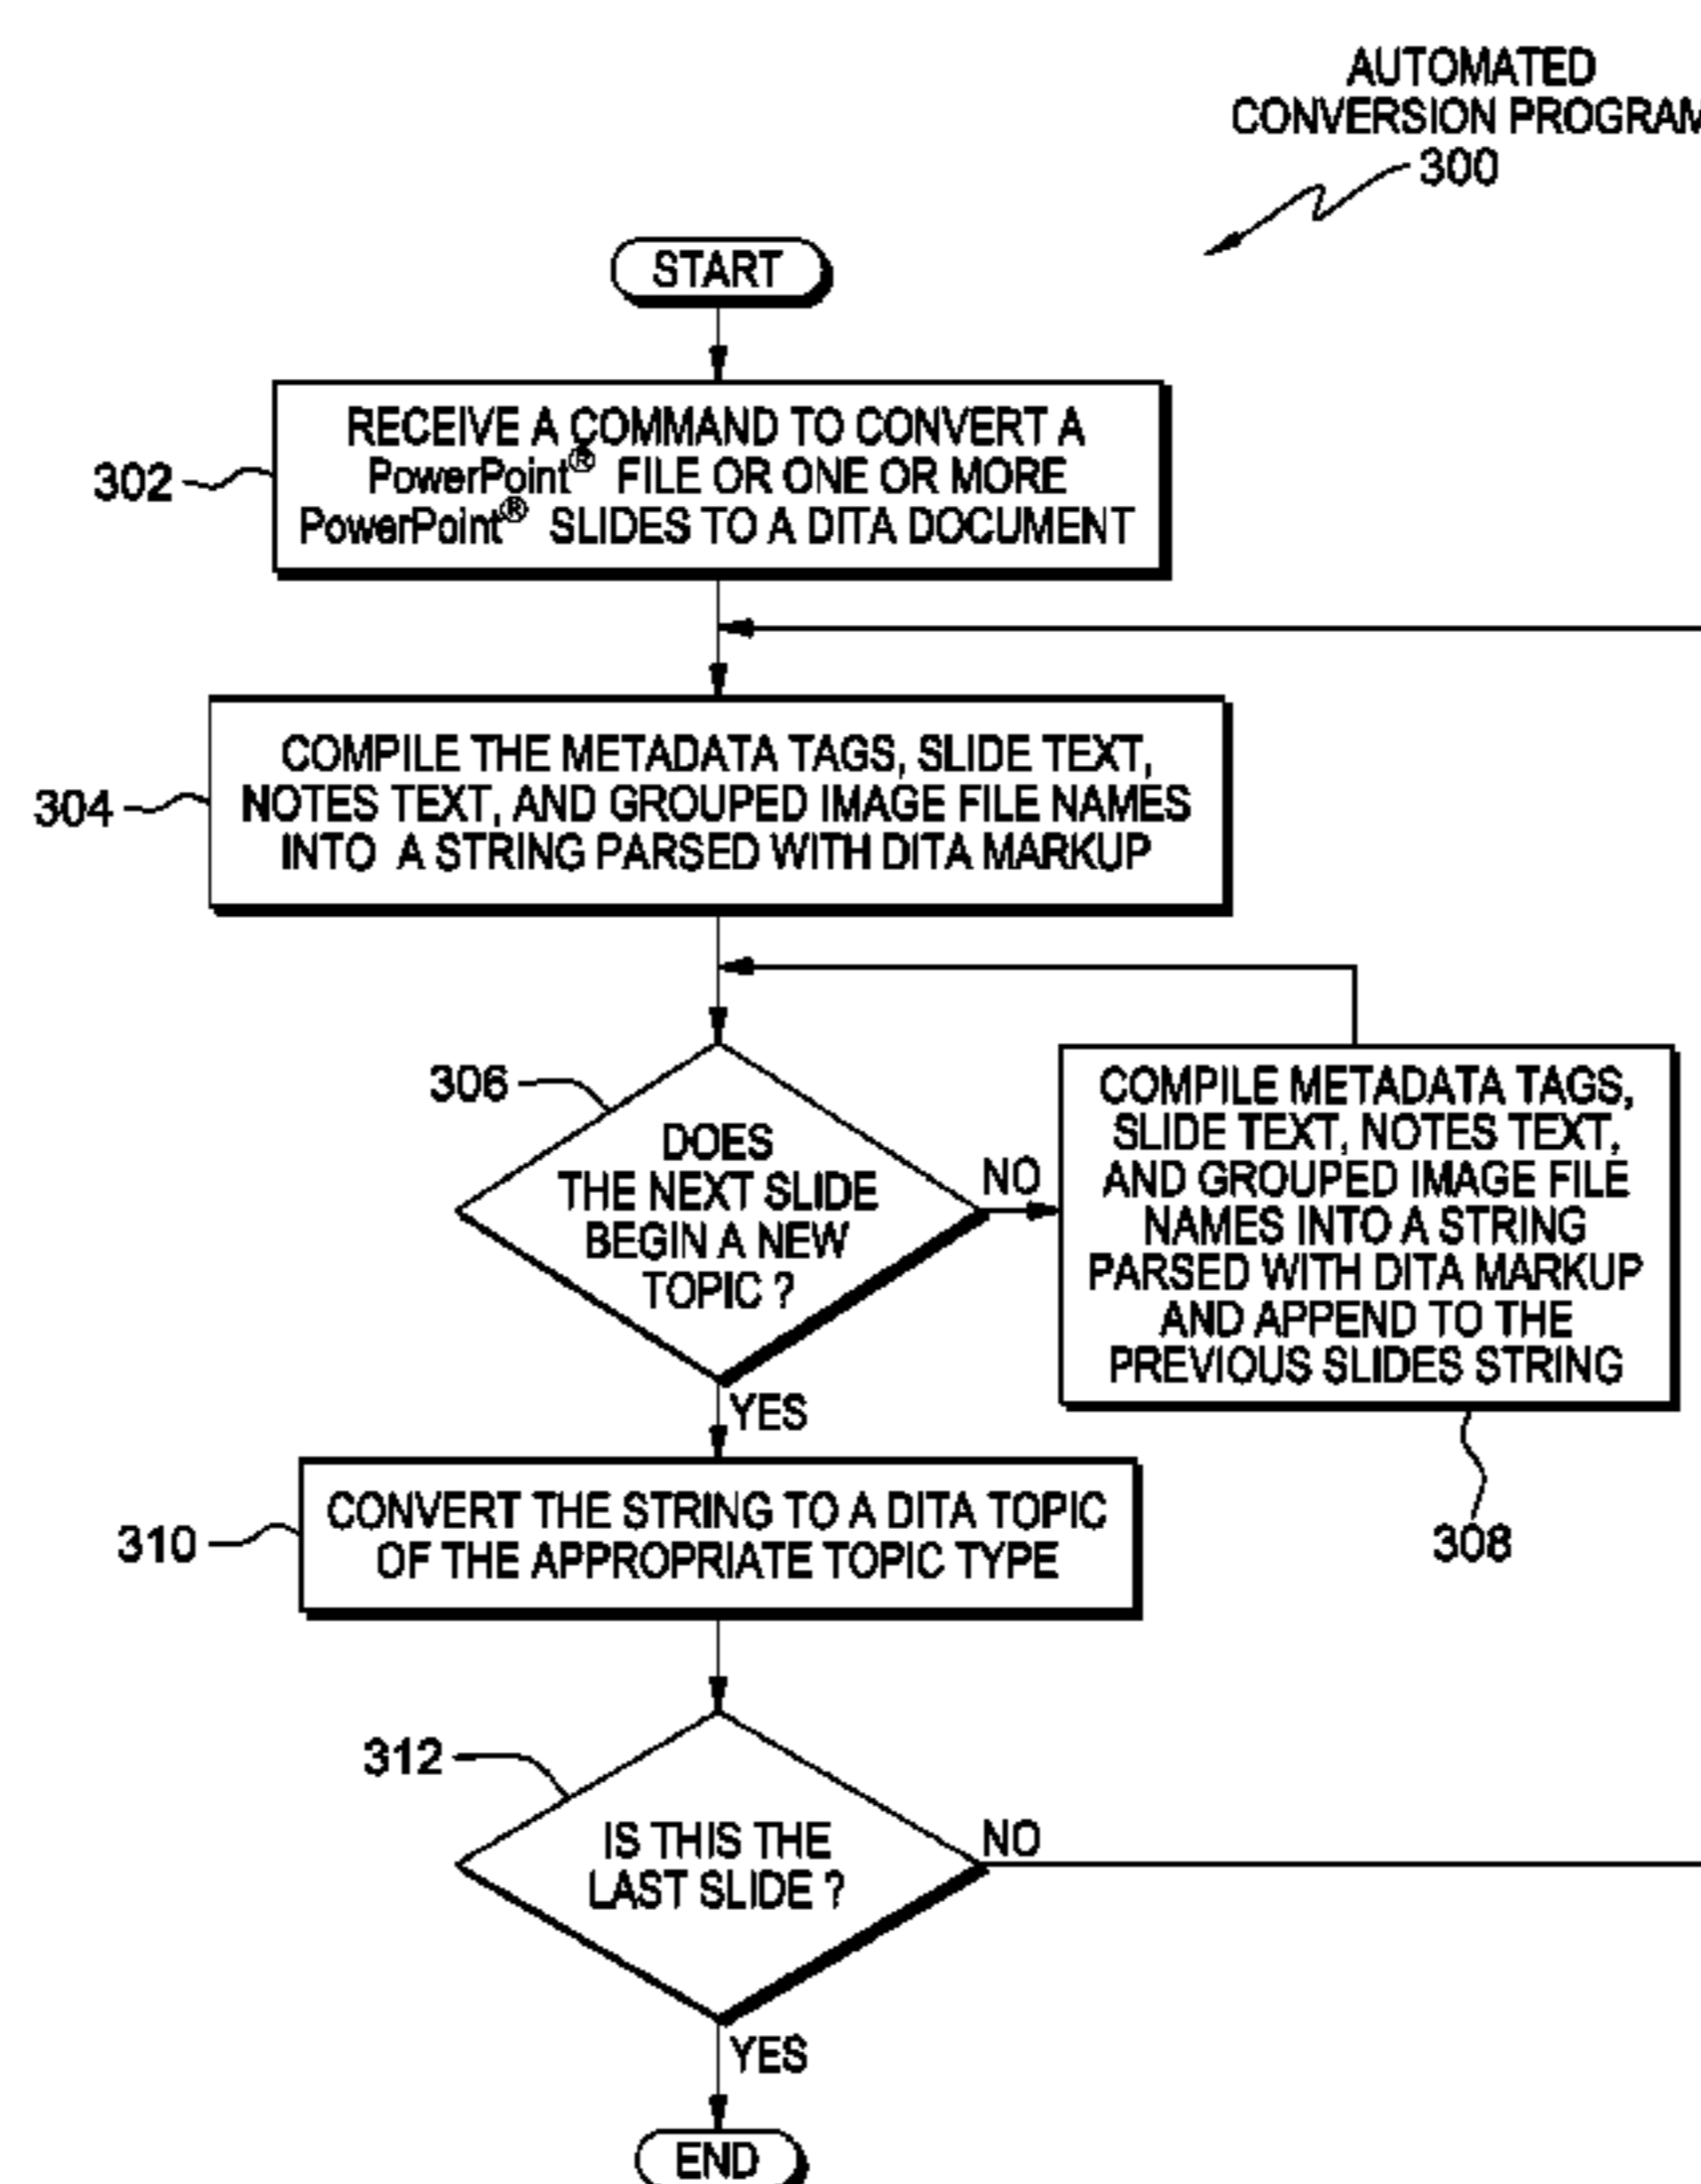 AUTOMATED
CONVERSION PROGRAM
300
START
302
RECEIVE A COMMAND TO CONVERT A
PowerPoint® FILE OR ONE OR MORE
PowerPoint® SLIDES TO A DITA DOCUMENT
304
COMPILE THE METADATA TAGS, SLIDE TEXT,
NOTES TEXT, AND GROUPED IMAGE FILE NAMES
INTO A STRING PARSED WITH DITA MARKUP
306
DOES
THE NEXT SLIDE
BEGIN A NEW
TOPIC ?
NO
COMPILE METADATA TAGS,
SLIDE TEXT, NOTES TEXT,
AND GROUPED IMAGE FILE
NAMES INTO A STRING
PARSED WITH DITA MARKUP
AND APPEND TO THE
PREVIOUS SLIDES STRING
308
YES
310
CONVERT THE STRING TO A DITA TOPIC
OF THE APPROPRIATE TOPIC TYPE
312
IS THIS THE
LAST SLIDE ?
NO
YES
END